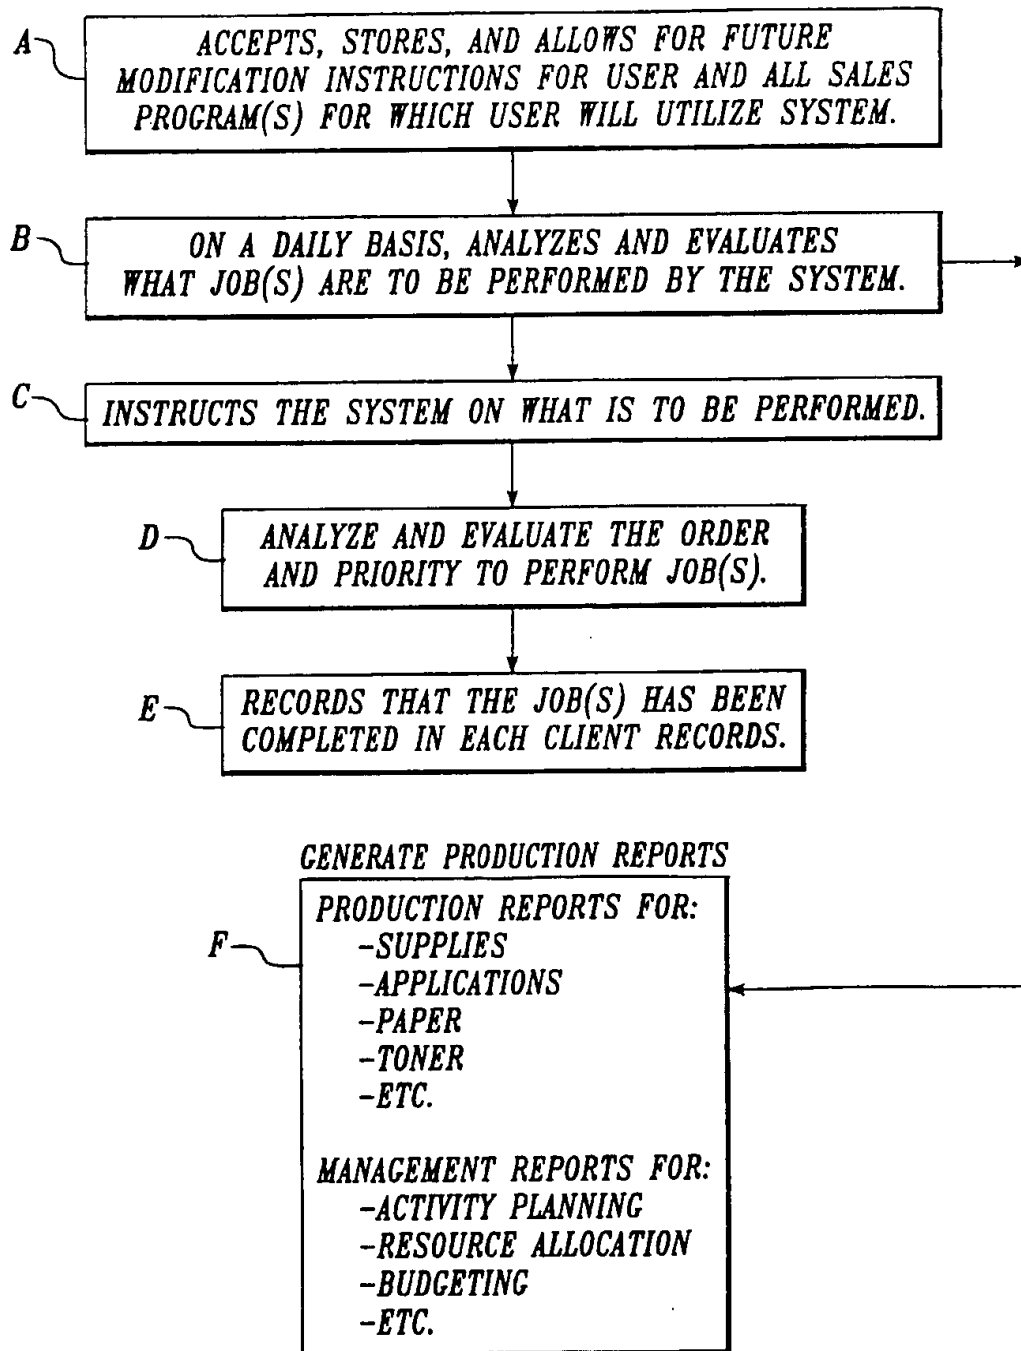 A
ACCEPTS, STORES, AND ALLOWS FOR FUTURE
MODIFICATION INSTRUCTIONS FOR USER AND ALL SALES
PROGRAM(S) FOR WHICH USER WILL UTILIZE SYSTEM.
B
ON A DAILY BASIS, ANALYZES AND EVALUATES
WHAT JOB(S) ARE TO BE PERFORMED BY THE SYSTEM.
C
INSTRUCTS THE SYSTEM ON WHAT IS TO BE PERFORMED.
D
ANALYZE AND EVALUATE THE ORDER
AND PRIORITY TO PERFORM JOB(S).
E
RECORDS THAT THE JOB(S) HAS BEEN
COMPLETED IN EACH CLIENT RECORDS.
GENERATE PRODUCTION REPORTS
F
PRODUCTION REPORTS FOR:
-SUPPLIES
-APPLICATIONS
-PAPER
-TONER
-ETC.
MANAGEMENT REPORTS FOR:
-ACTIVITY PLANNING
-RESOURCE ALLOCATION
-BUDGETING
-ETC.